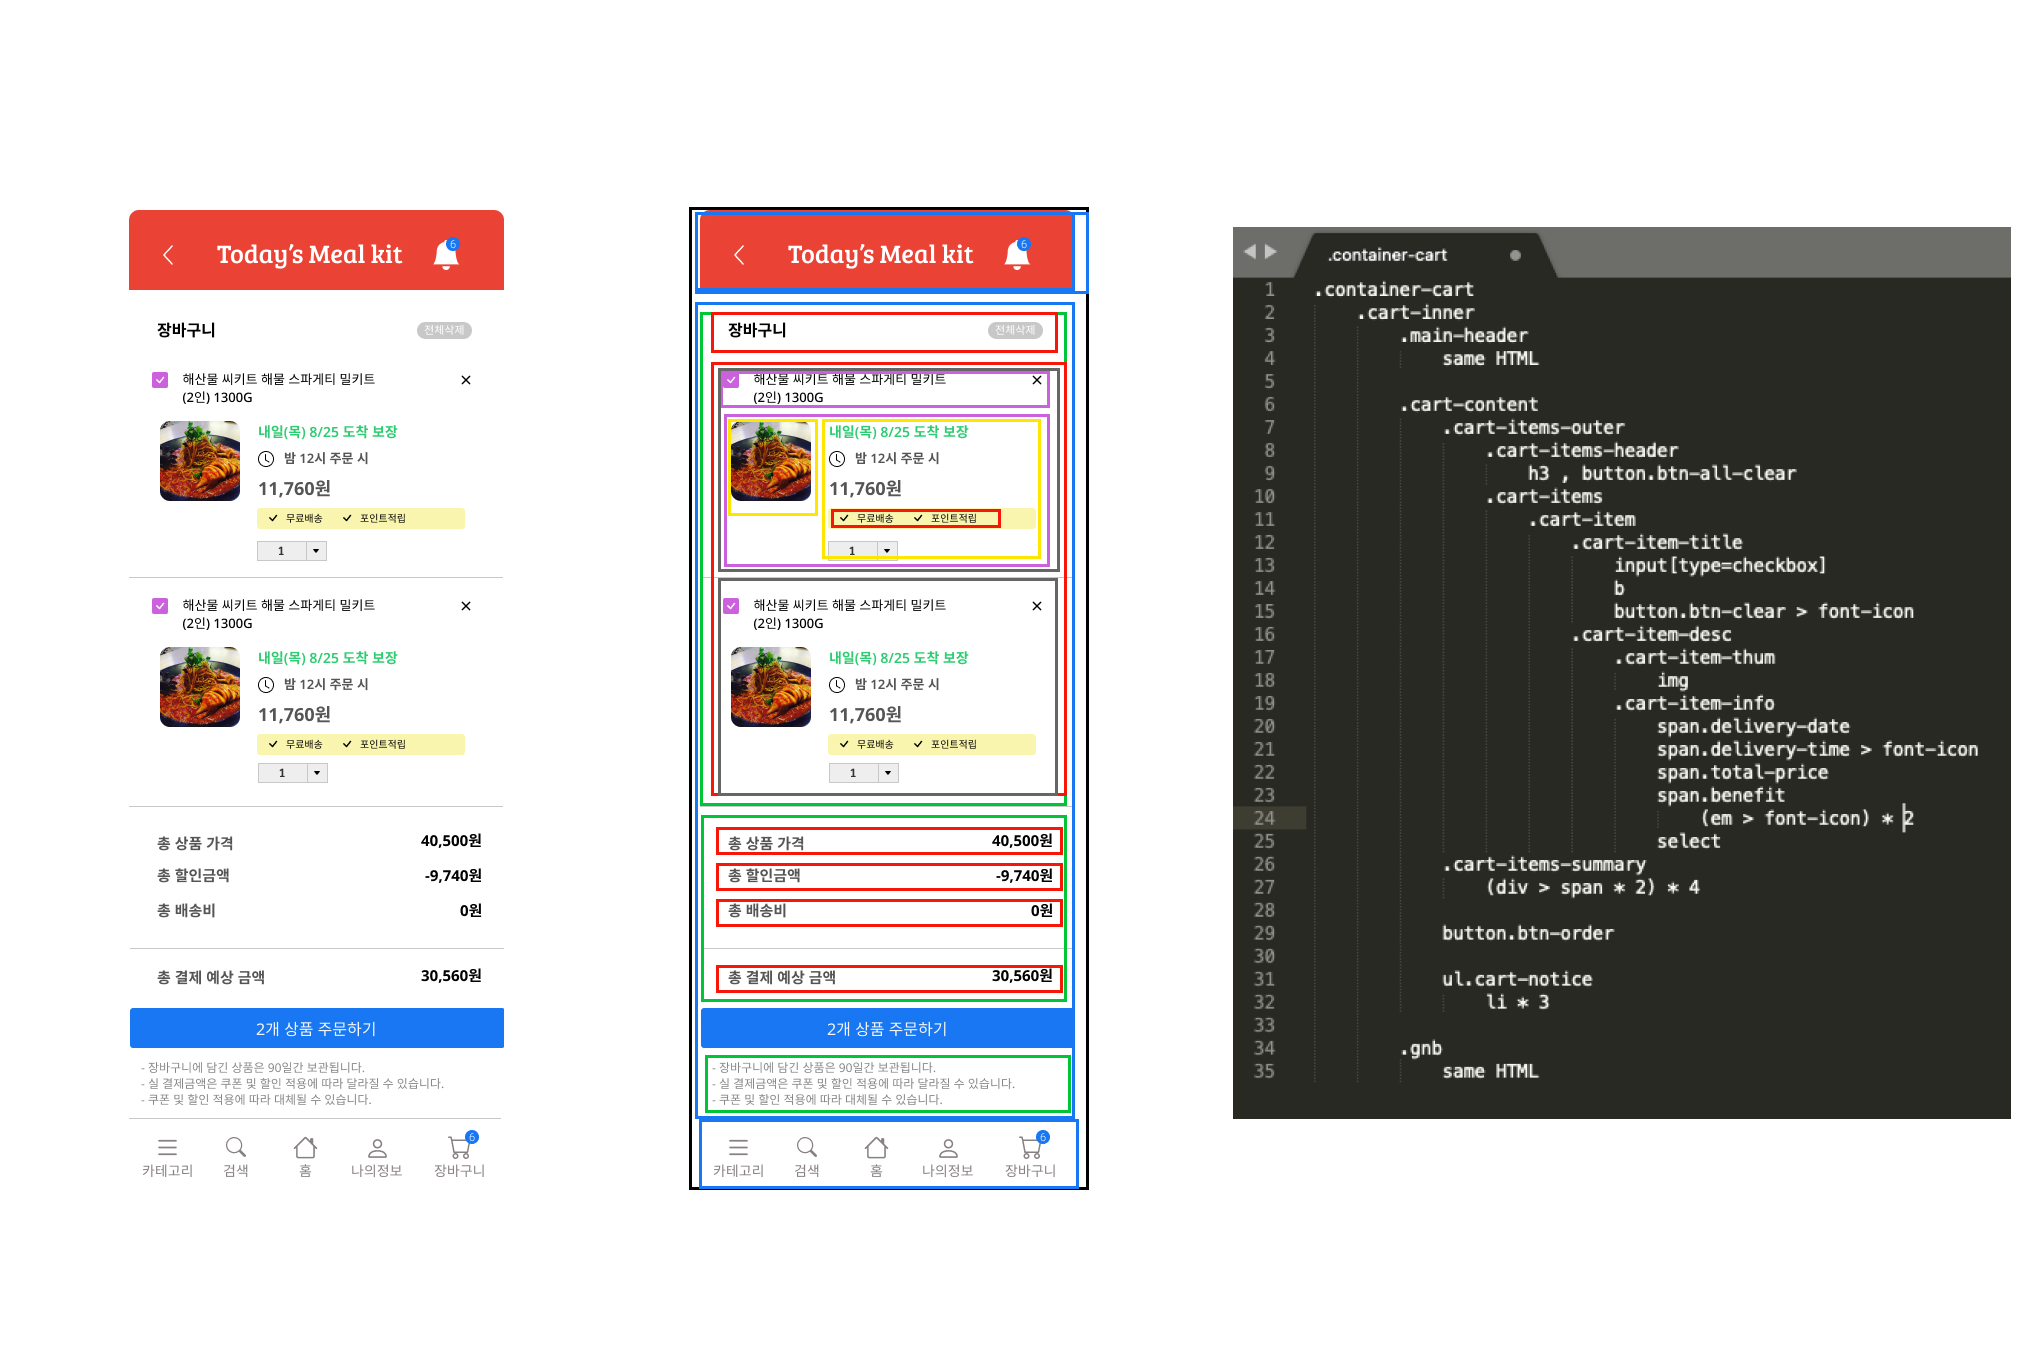 Today's Meal kit
6
장바구니
전체삭제
해산물 씨키트 해물 스파게티 밀키트
(2인) 1300G
내일(목) 8/25 도착 보장
밤 12시 주문 시
11,760원
무료배송 포인트적립
1
해산물 씨키트 해물 스파게티 밀키트
(2인) 1300G
내일(목) 8/25 도착 보장
밤 12시 주문 시
11,760원
무료배송 포인트적립
1
총 상품 가격 40,500원
총 할인금액 -9,740원
총 배송비 0원
총 결제 예상 금액 30,560원
2개 상품 주문하기
- 장바구니에 담긴 상품은 90일간 보관됩니다.
- 실 결제금액은 쿠폰 및 할인 적용에 따라 달라질 수 있습니다.
- 쿠폰 및 할인 적용에 따라 대체될 수 있습니다.
6
카테고리 검색 홈 나의정보 장바구니
Today's Meal kit
6
장바구니
전체삭제
해산물 씨키트 해물 스파게티 밀키트
(2인) 1300G
내일(목) 8/25 도착 보장
밤 12시 주문 시
11,760원
무료배송 포인트적립
1
해산물 씨키트 해물 스파게티 밀키트
(2인) 1300G
내일(목) 8/25 도착 보장
밤 12시 주문 시
11,760원
무료배송 포인트적립
1
총 상품 가격 40,500원
총 할인금액 -9,740원
총 배송비 0원
총 결제 예상 금액 30,560원
2개 상품 주문하기
- 장바구니에 담긴 상품은 90일간 보관됩니다.
- 실 결제금액은 쿠폰 및 할인 적용에 따라 달라질 수 있습니다.
- 쿠폰 및 할인 적용에 따라 대체될 수 있습니다.
6
카테고리 검색 홈 나의정보 장바구니
.container-cart
1 .container-cart
2 .cart-inner
3 .main-header
4 same HTML
5
6 .cart-content
7 .cart-items-outer
8 .cart-items-header
9 h3 , button.btn-all-clear
10 .cart-items
11 .cart-item
12 .cart-item-title
13 input[type=checkbox]
14 b
15 button.btn-clear > font-icon
16 .cart-item-desc
17 .cart-item-thum
18 img
19 .cart-item-info
20 span.delivery-date
21 span.delivery-time > font-icon
22 span.total-price
23 span.benefit
24 (em > font-icon) * 2
25 select
26 .cart-items-summary
27 (div > span * 2) * 4
28
29 button.btn-order
30
31 ul.cart-notice
32 li * 3
33
34 .gnb
35 same HTML